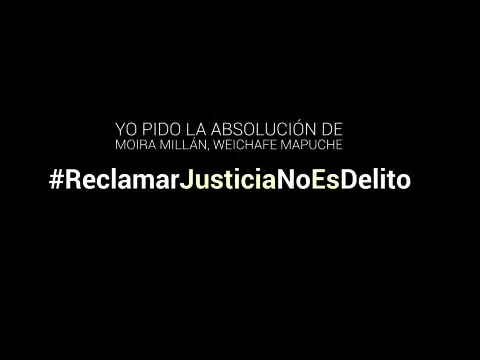 YO PIDO LA ABSOLUCIÓN DE
MOIRA MILLÁN, WEICHAFE MAPUCHE
#ReclamarJusticiaNoEsDelito